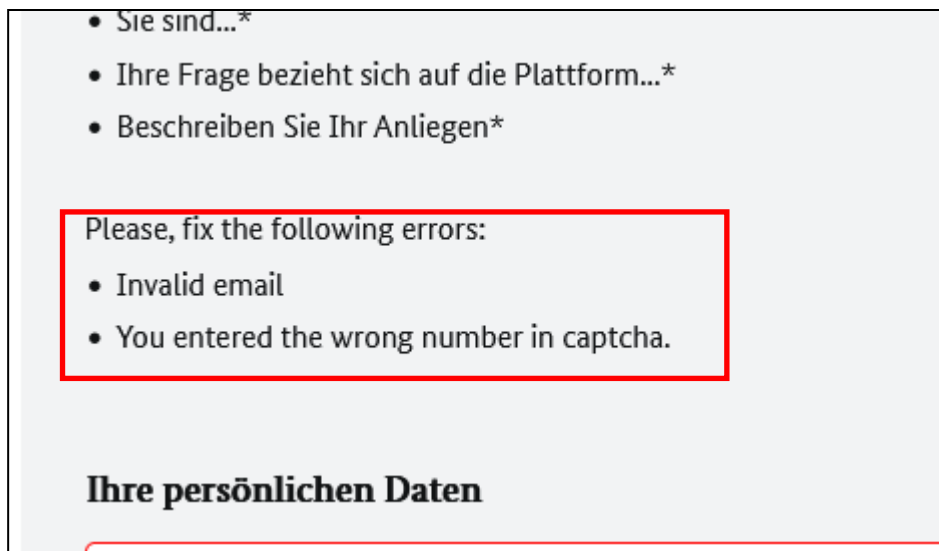 • Sie sind...*
• Ihre Frage bezieht sich auf die Plattform...*
• Beschreiben Sie Ihr Anliegen*
Please, fix the following errors:
• Invalid email
• You entered the wrong number in captcha.
Ihre persönlichen Daten